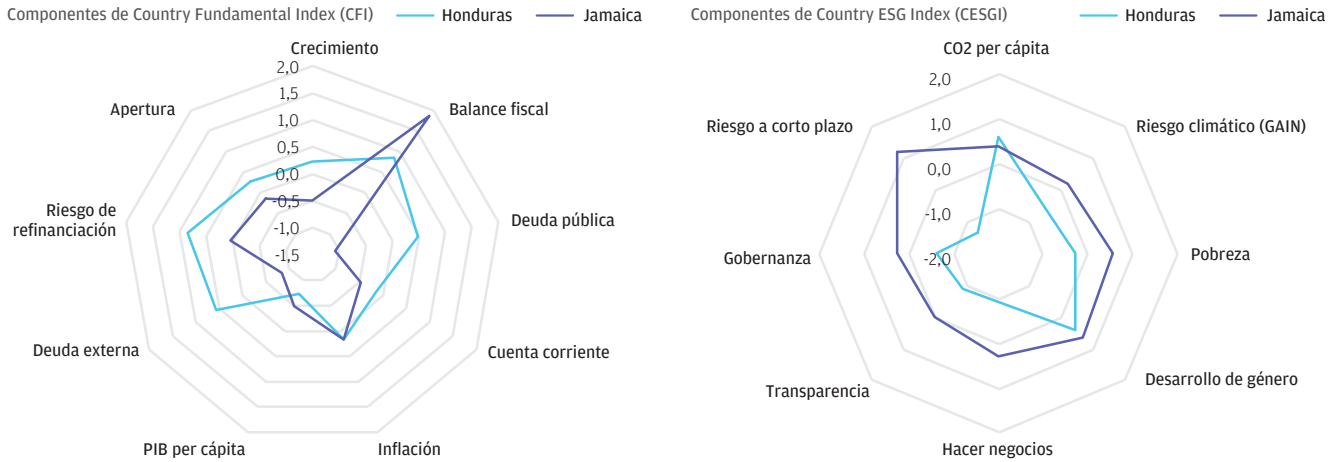 Componentes de Country Fundamental Index (CFI)
Honduras
Jamaica
Crecimiento
2,0
1,5
1,0
0,5
0,0
-0,5
-1,0
-1,5
Balance fiscal
Deuda pública
Cuenta corriente
Inflación
PIB per cápita
Deuda externa
Riesgo de
refinanciación
Apertura
Componentes de Country ESG Index (CESGI)
Honduras
Jamaica
CO2 per cápita
2,0
1,0
0,0
-1,0
-2,0
Riesgo climático (GAIN)
Pobreza
Desarrollo de género
Hacer negocios
Transparencia
Gobernanza
Riesgo a corto plazo